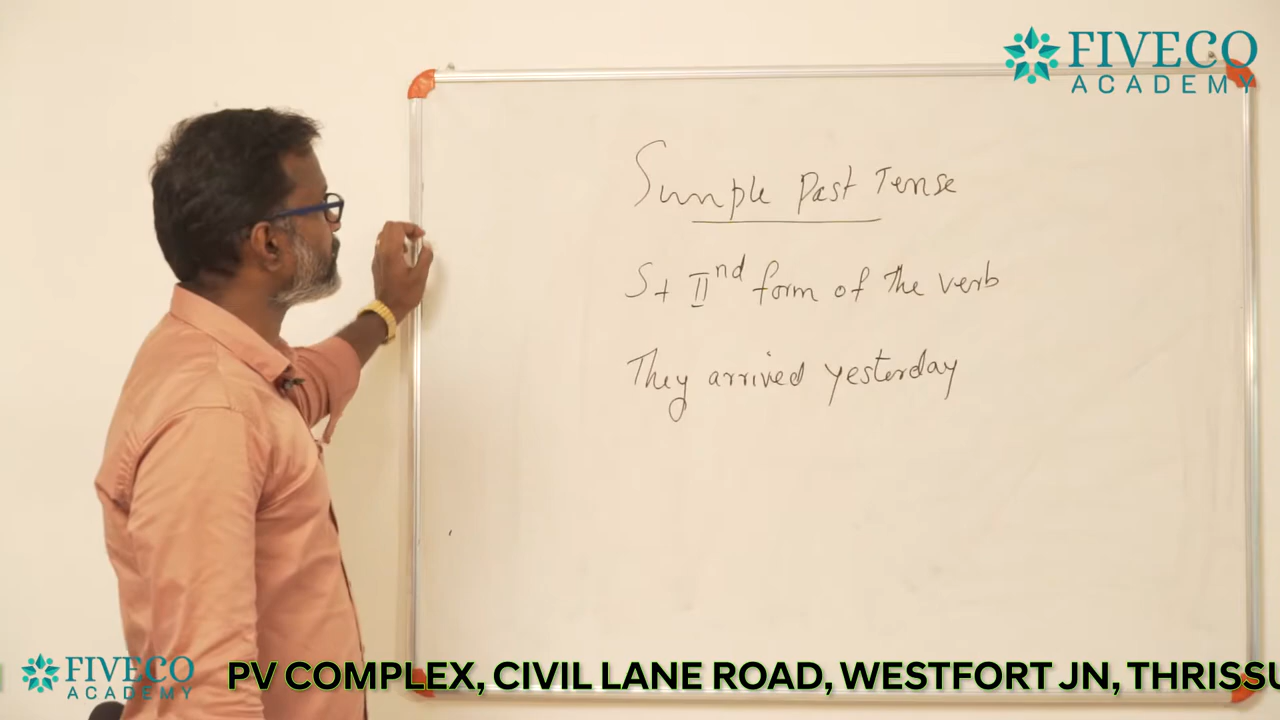 FIVECO
ACADEMY
Simple Past Tense
S+ IInd form of the verb
They arrived yesterday
FIVECO
ACADEMY
PV COMPLEX, CIVIL LANE ROAD, WESTFORT JN, THRISSU